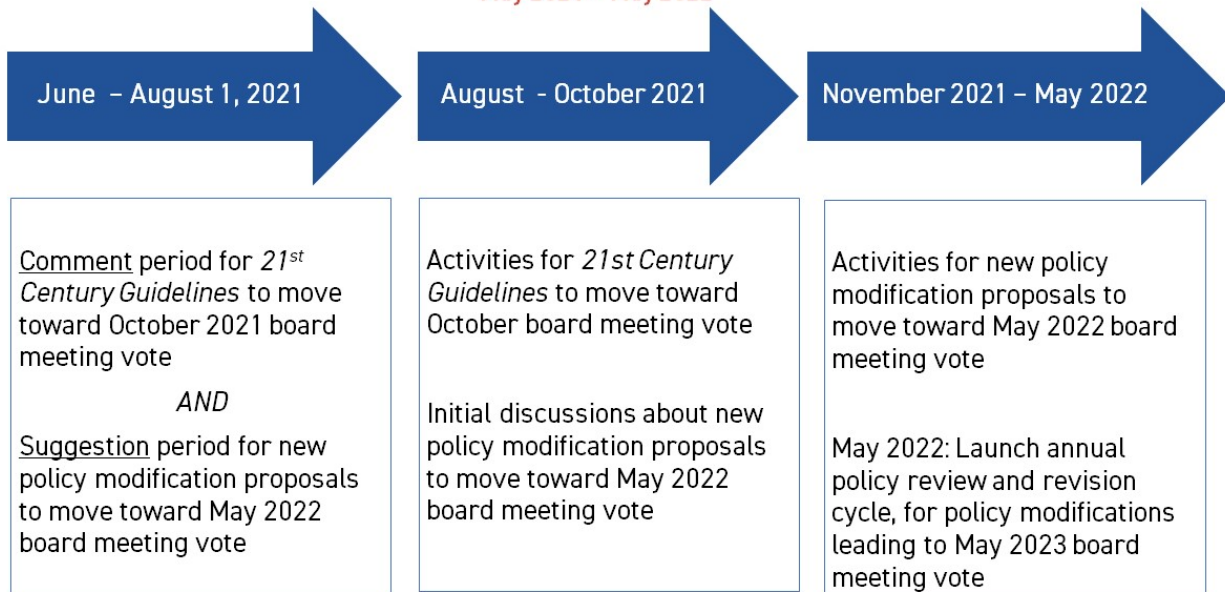 June – August 1, 2021
August - October 2021
November 2021 – May 2022
Comment period for 21st
Century Guidelines to move
toward October 2021 board
meeting vote
AND
Suggestion period for new
policy modification proposals
to move toward May 2022
board meeting vote
Activities for 21st Century
Guidelines to move toward
October board meeting vote
Initial discussions about new
policy modification proposals
to move toward May 2022
board meeting vote
Activities for new policy
modification proposals to
move toward May 2022 board
meeting vote
May 2022: Launch annual
policy review and revision
cycle, for policy modifications
leading to May 2023 board
meeting vote